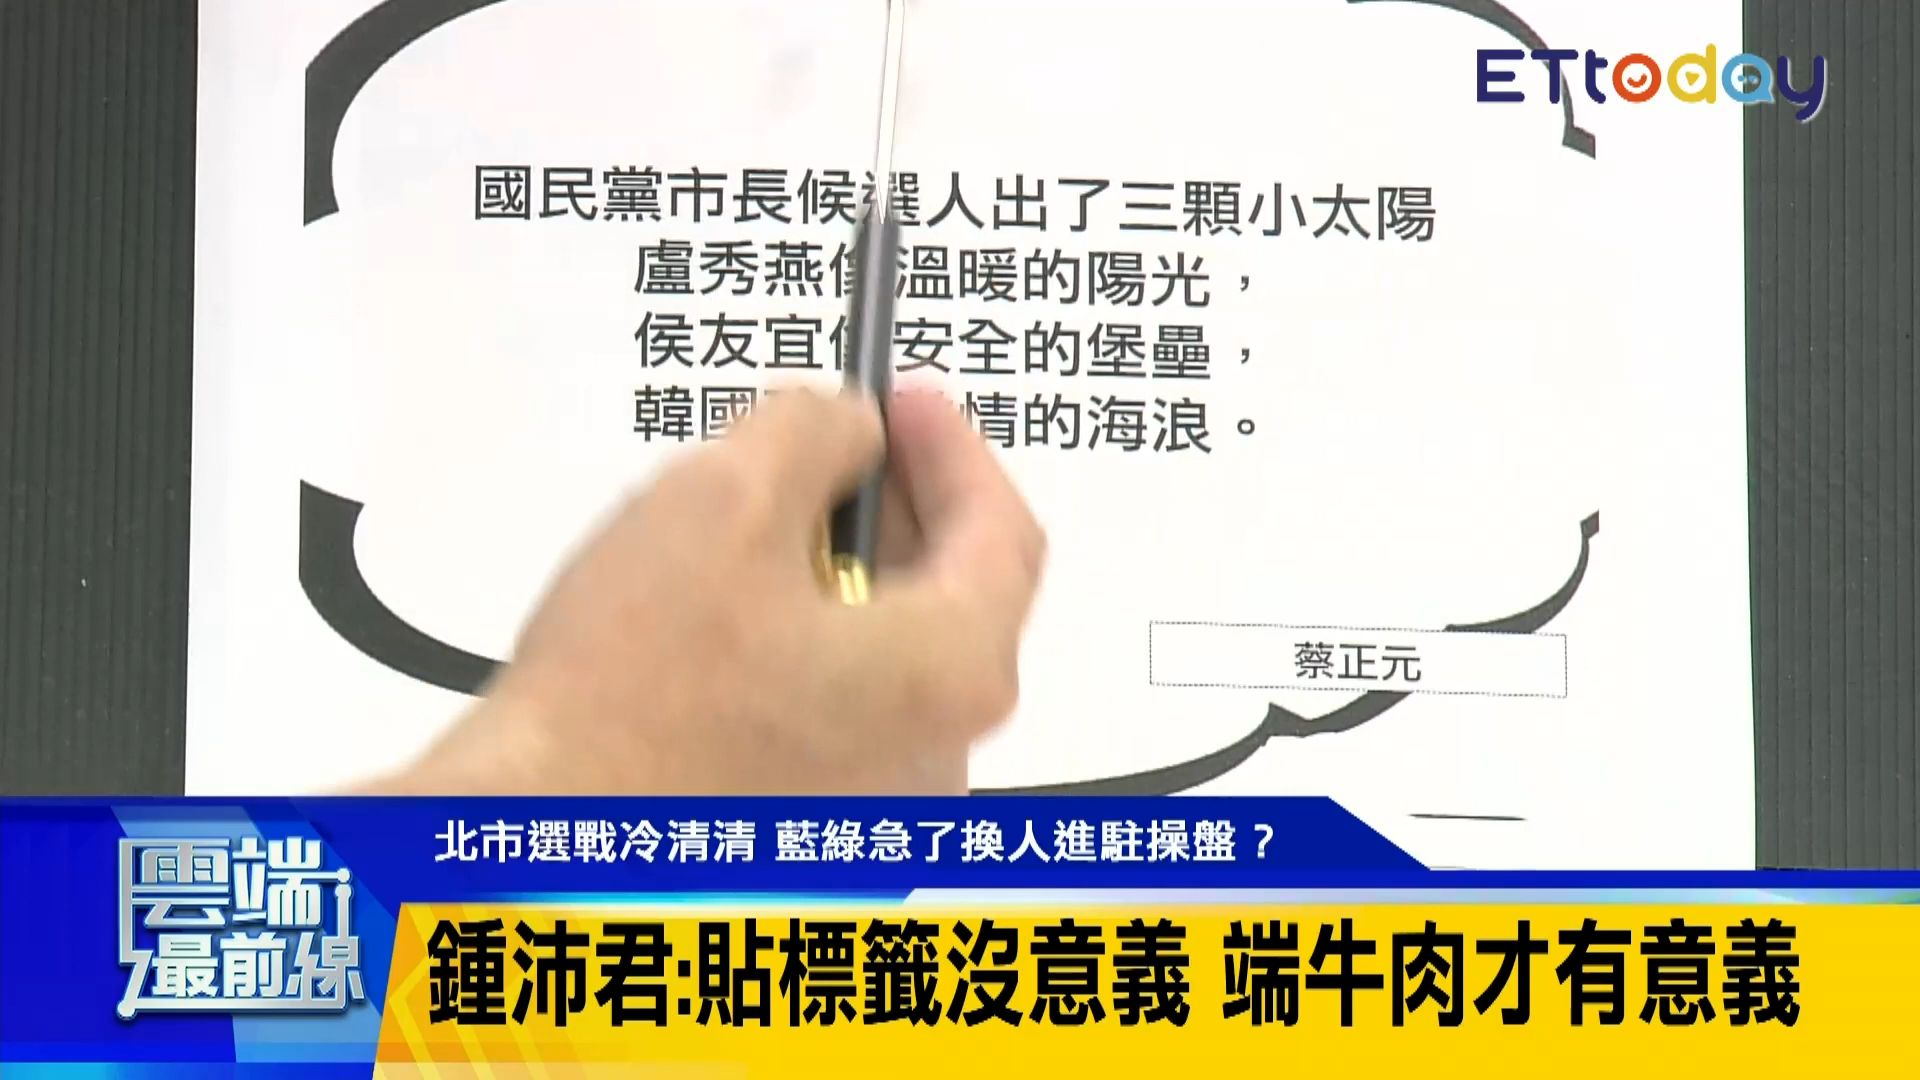 ETtoday
國民黨市長候選人出了三顆小太陽
盧秀燕像溫暖的陽光，
侯友宜像安全的堡壘，
韓國 情的海浪。
蔡正元
北市選戰冷清清 藍綠急了換人進駐操盤？
雲端最前線
鍾沛君:貼標籤沒意義 端牛肉才有意義